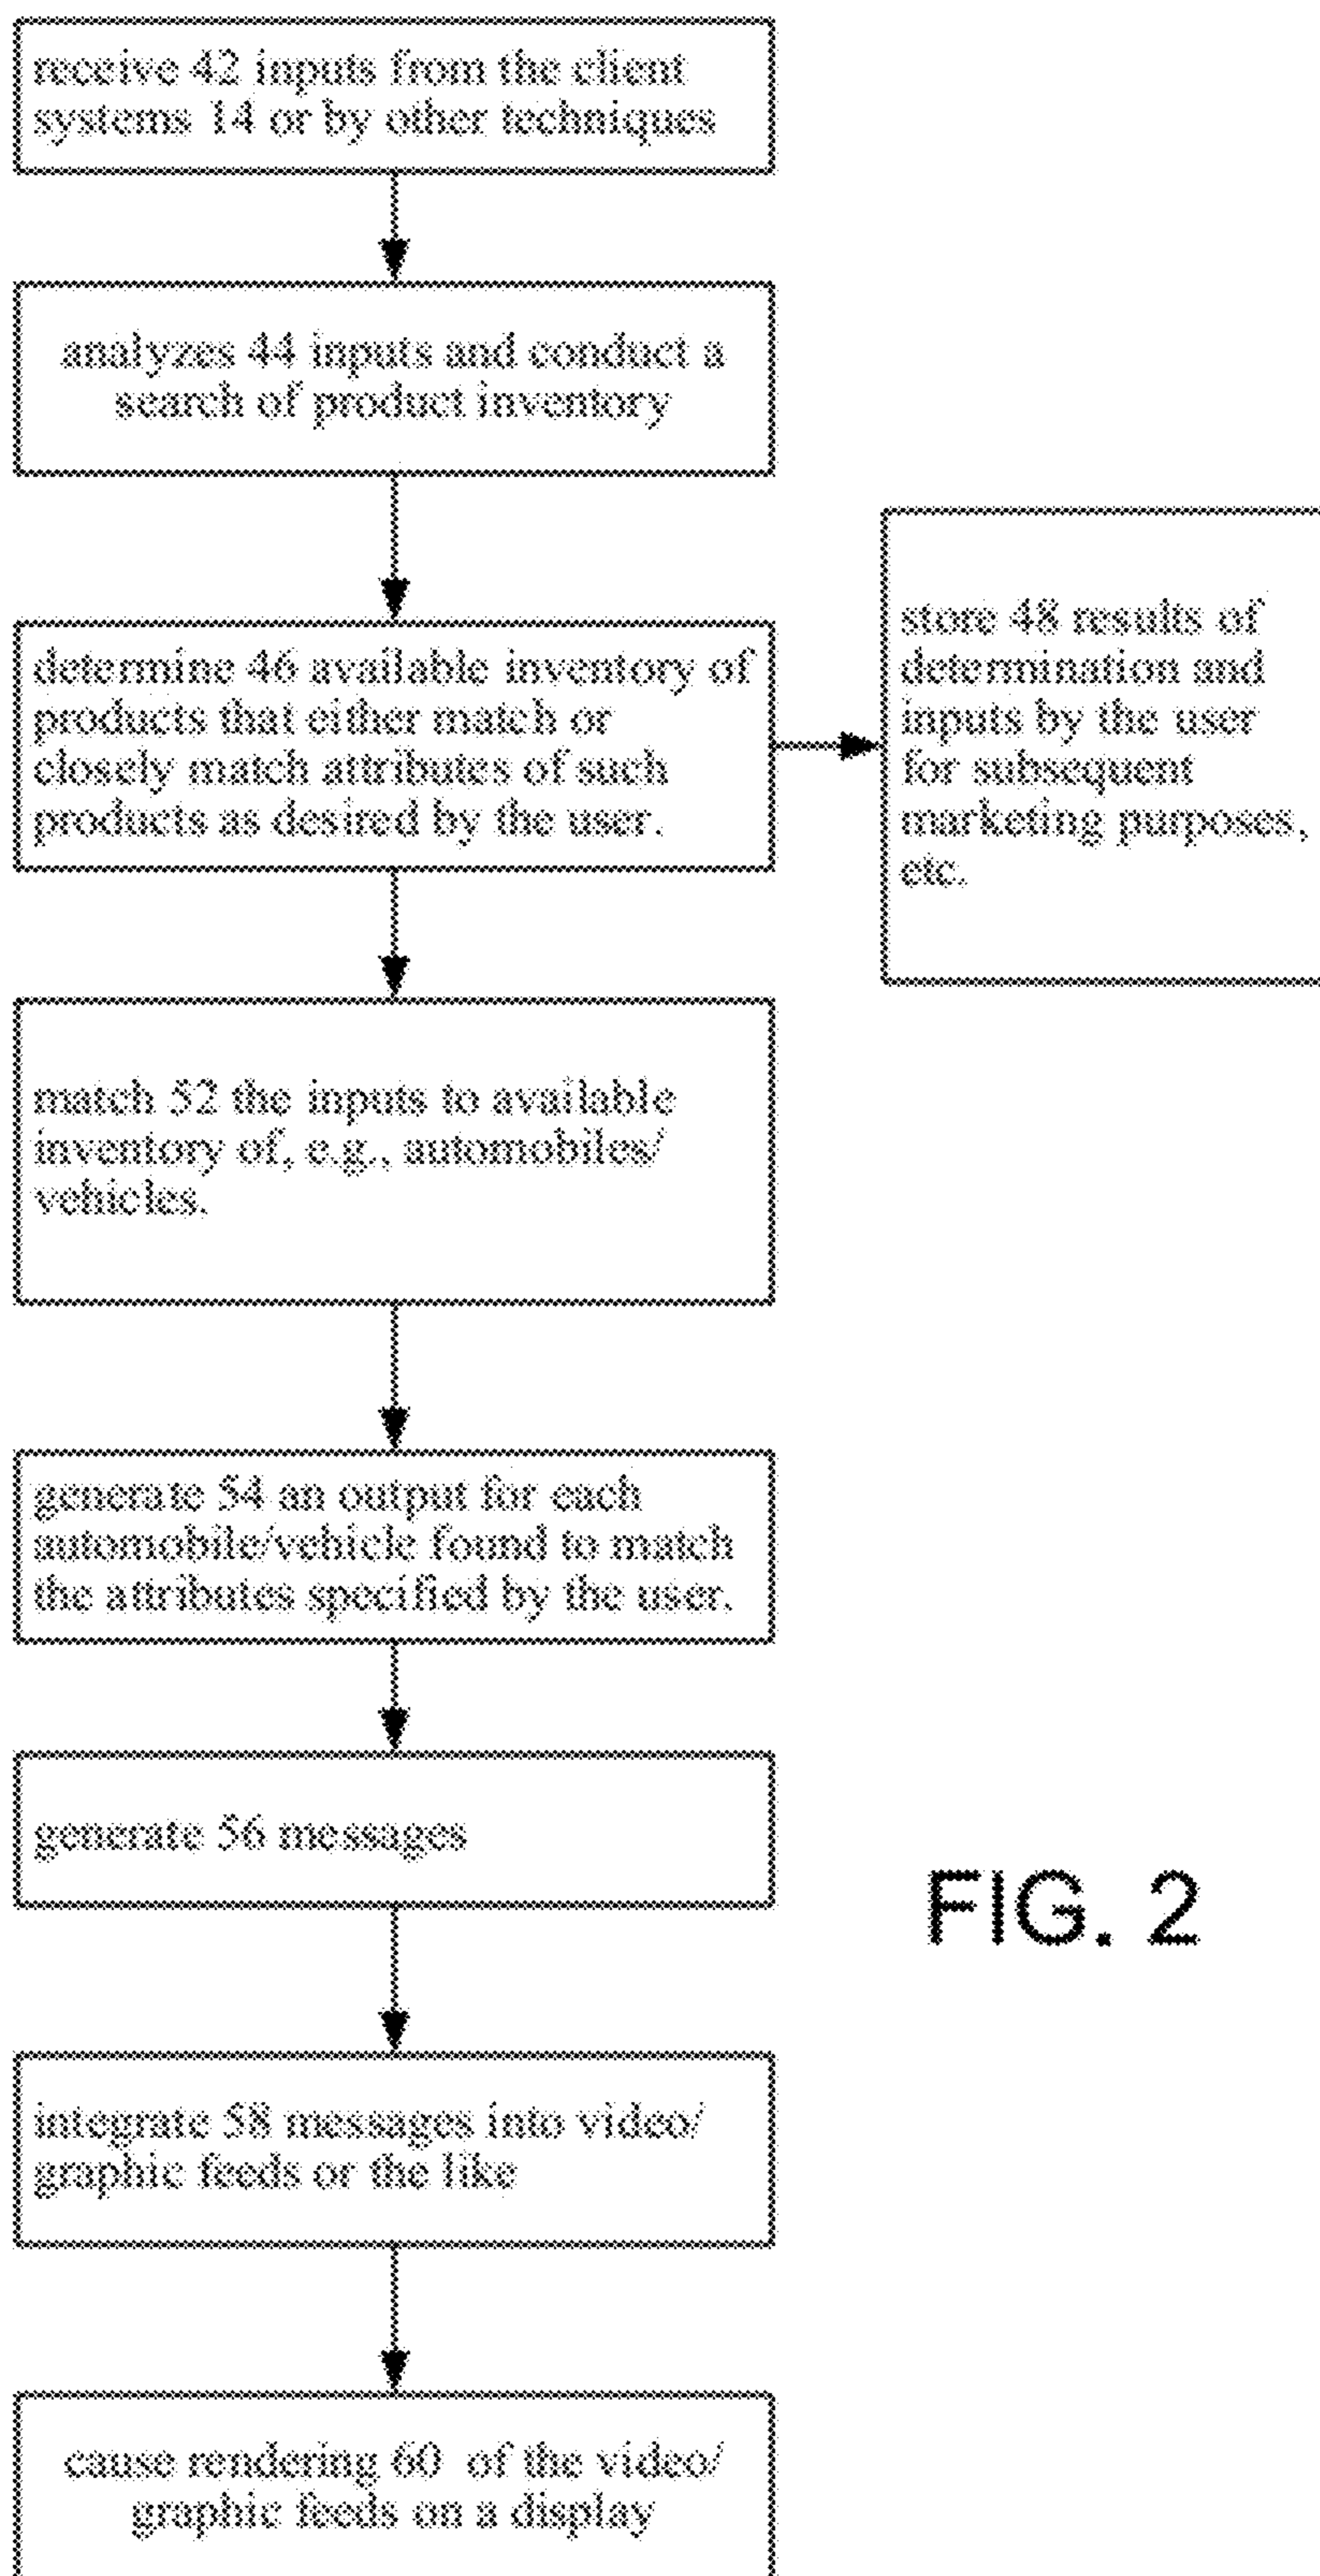 receive 42 inputs from the client
systems 14 or by other techniques
analyzes 44 inputs and conduct a
search of product inventory
determine 46 available inventory of
products that either match or
closely match attributes of such
products as desired by the user.
store 48 results of
determination and
inputs by the user
for subsequent
marketing purposes,
etc.
match 52 the inputs to available
inventory of, e.g., automobiles/
vehicles.
generate 54 an output for each
automobile/vehicle found to match
the attributes specified by the user.
generate 56 messages
integrate 58 messages into video/
graphic feeds or the like
cause rendering 60 of the video/
graphic feeds on a display
FIG. 2